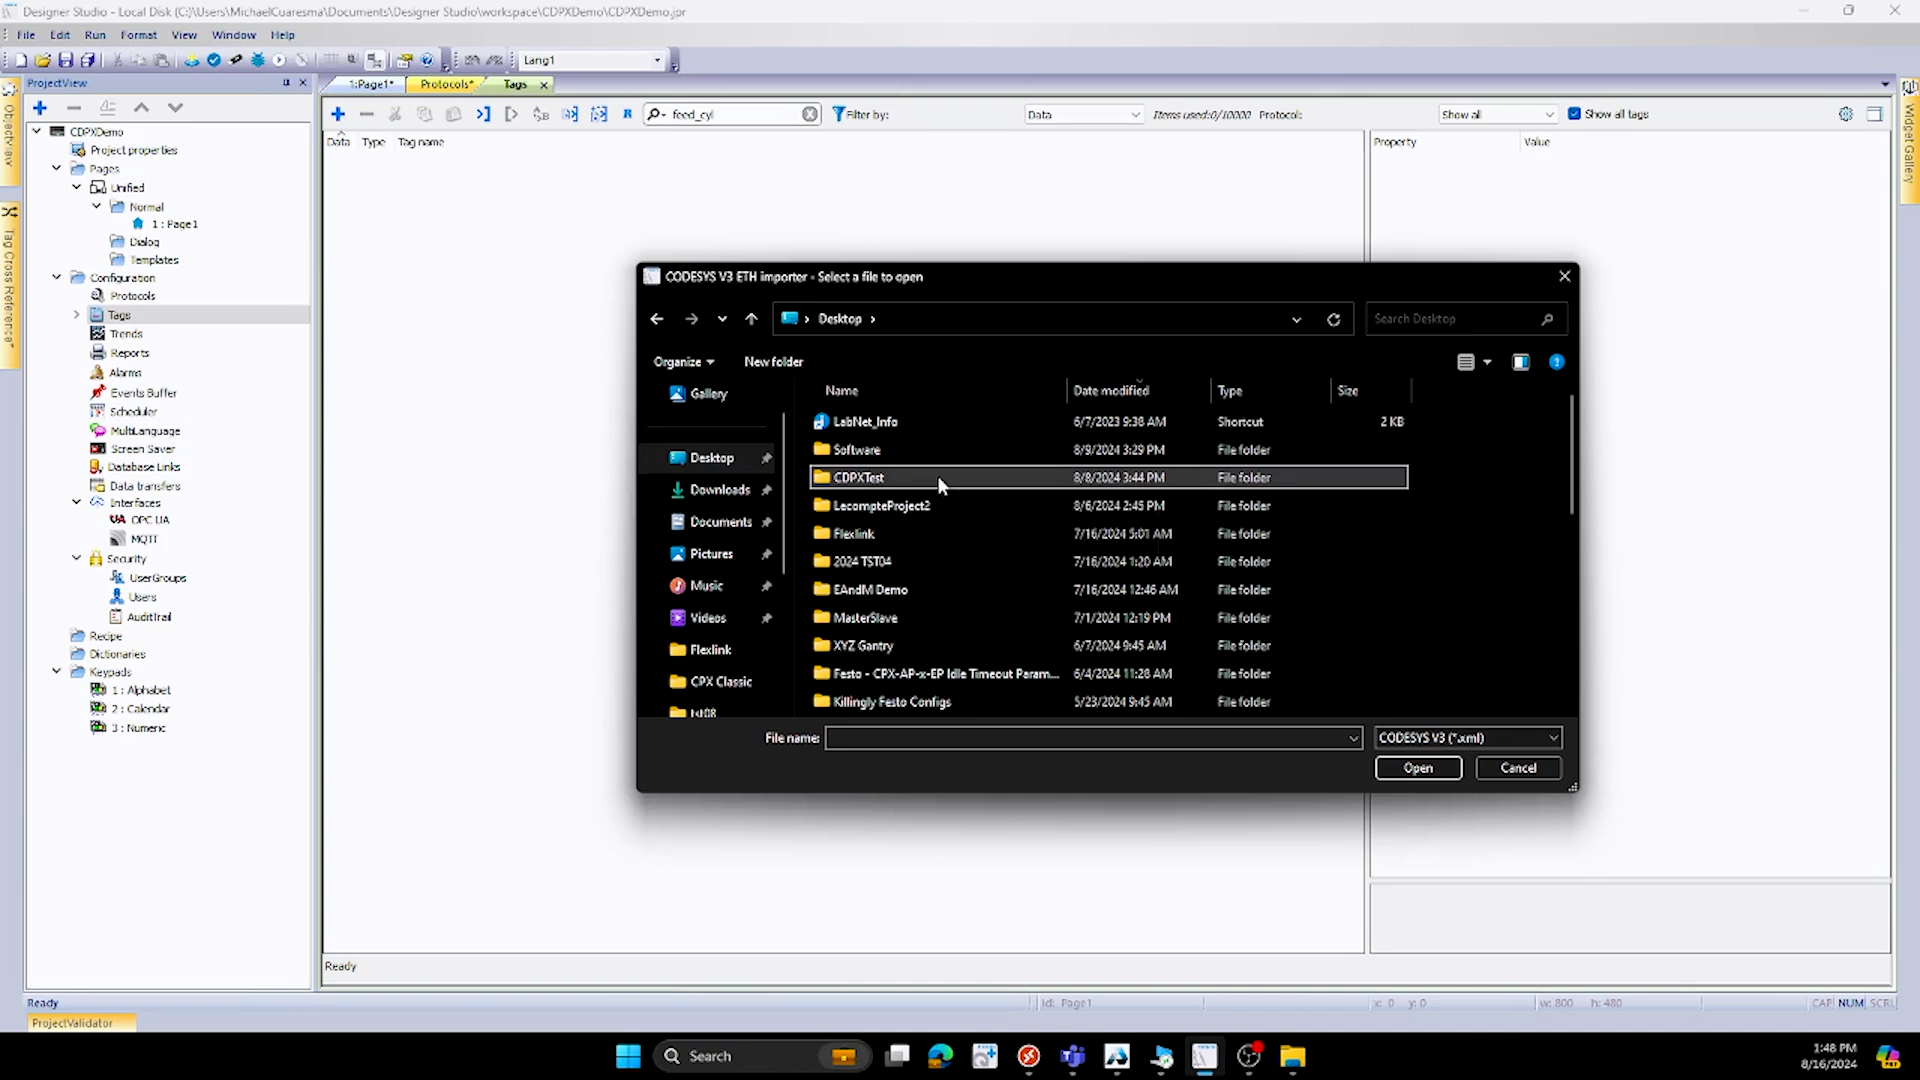 Designer Studio - Local Disk (C:)\Users\MichaelCuaresma\Documents\Designer Studio\workspace\CDPXDemo\CDPXDemo.jpr
File Edit Run Format View Window Help
Lang1
ProjectView
1:Page1* Protocols* Tags
feed_cyl Filter by: Data Items used:0/10000 Protocol: Show all Show all tags
Data Type Tag name
Property Value
ObjectView
Tag Cross Reference*
Widget Gallery
CDPXDemo
Project properties
Pages
Unified
Normal
1 : Page1
Dialog
Templates
Configuration
Protocols
Tags
Trends
Reports
Alarms
Events Buffer
Scheduler
MultiLanguage
Screen Saver
Database Links
Data transfers
Interfaces
OPC UA
MQTT
Security
UserGroups
Users
AuditTrail
Recipe
Dictionaries
Keypads
1 : Alphabet
2 : Calendar
3 : Numeric
CODESYS V3 ETH importer - Select a file to open
Desktop
Search Desktop
Organize New folder
Name Date modified Type Size
Gallery
Desktop
Downloads
Documents
Pictures
Music
Videos
Flexlink
CPX Classic
tst08
LabNet_Info 6/7/2023 9:38 AM Shortcut 2 KB
Software 8/9/2024 3:29 PM File folder
CDPXTest 8/8/2024 3:44 PM File folder
LecompteProject2 8/6/2024 2:45 PM File folder
Flexlink 7/16/2024 5:01 AM File folder
2024 TST04 7/16/2024 1:20 AM File folder
EAndM Demo 7/16/2024 12:46 AM File folder
MasterSlave 7/1/2024 12:19 PM File folder
XYZ Gantry 6/7/2024 9:45 AM File folder
Festo - CPX-AP-x-EP Idle Timeout Param... 6/4/2024 11:28 AM File folder
Killingly Festo Configs 5/23/2024 9:45 AM File folder
File name: CODESYS V3 (*.xml)
Open Cancel
Ready
Ready Id: Page1 x: 0 y: 0 w: 800 h: 480 CAP NUM SCRL
ProjectValidator
Search
1:48 PM
8/16/2024